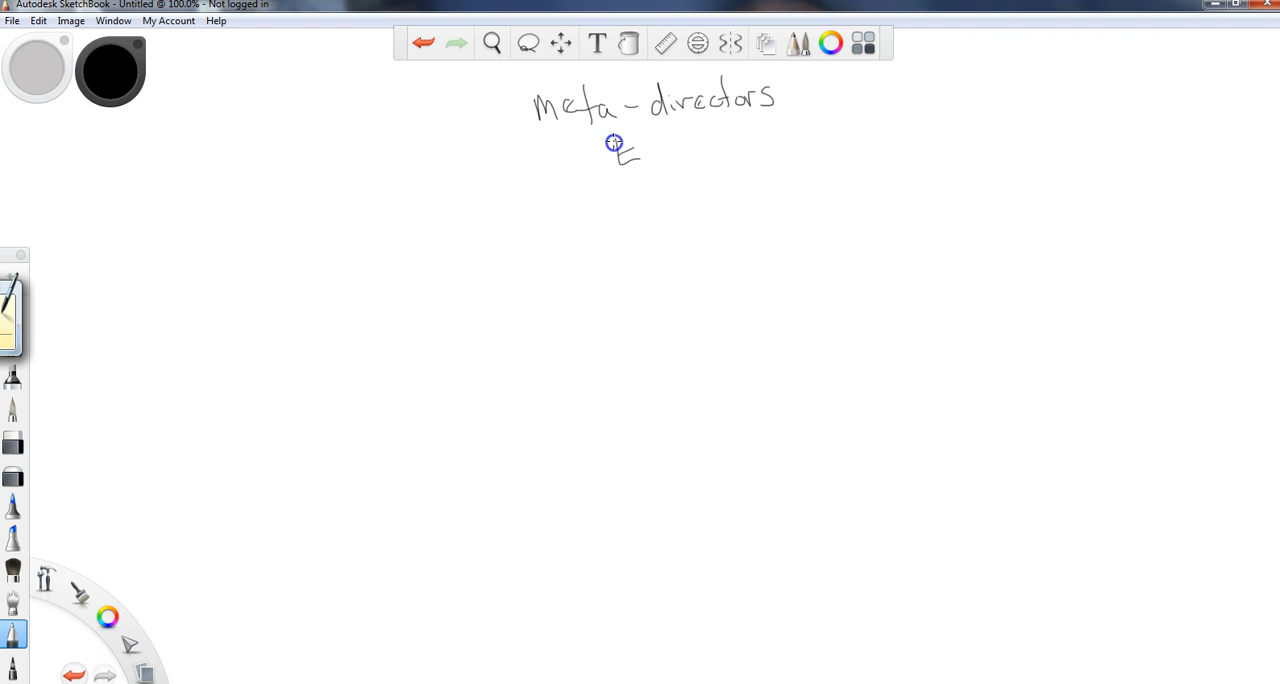 Autodesk SketchBook - Untitled @ 100.0% - Not logged in
File Edit Image Window My Account Help
T
meta-directors
E